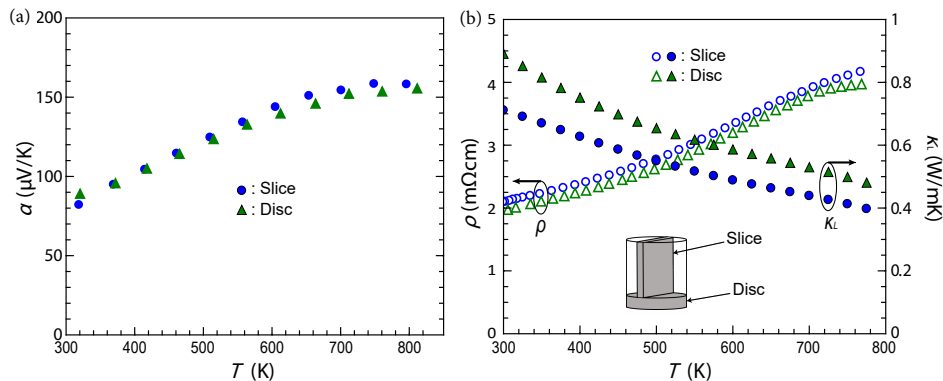 (a)
200
150
100
50
0
α (μV/K)
: Slice
: Disc
300 400 500 600 700 800
T (K)
(b)
5
4
3
2
1
0
ρ (mΩcm)
: Slice
: Disc
ρ
κL
Slice
Disc
1
0.8
0.6
0.4
0.2
0
κL (W/mK)
300 400 500 600 700 800
T (K)